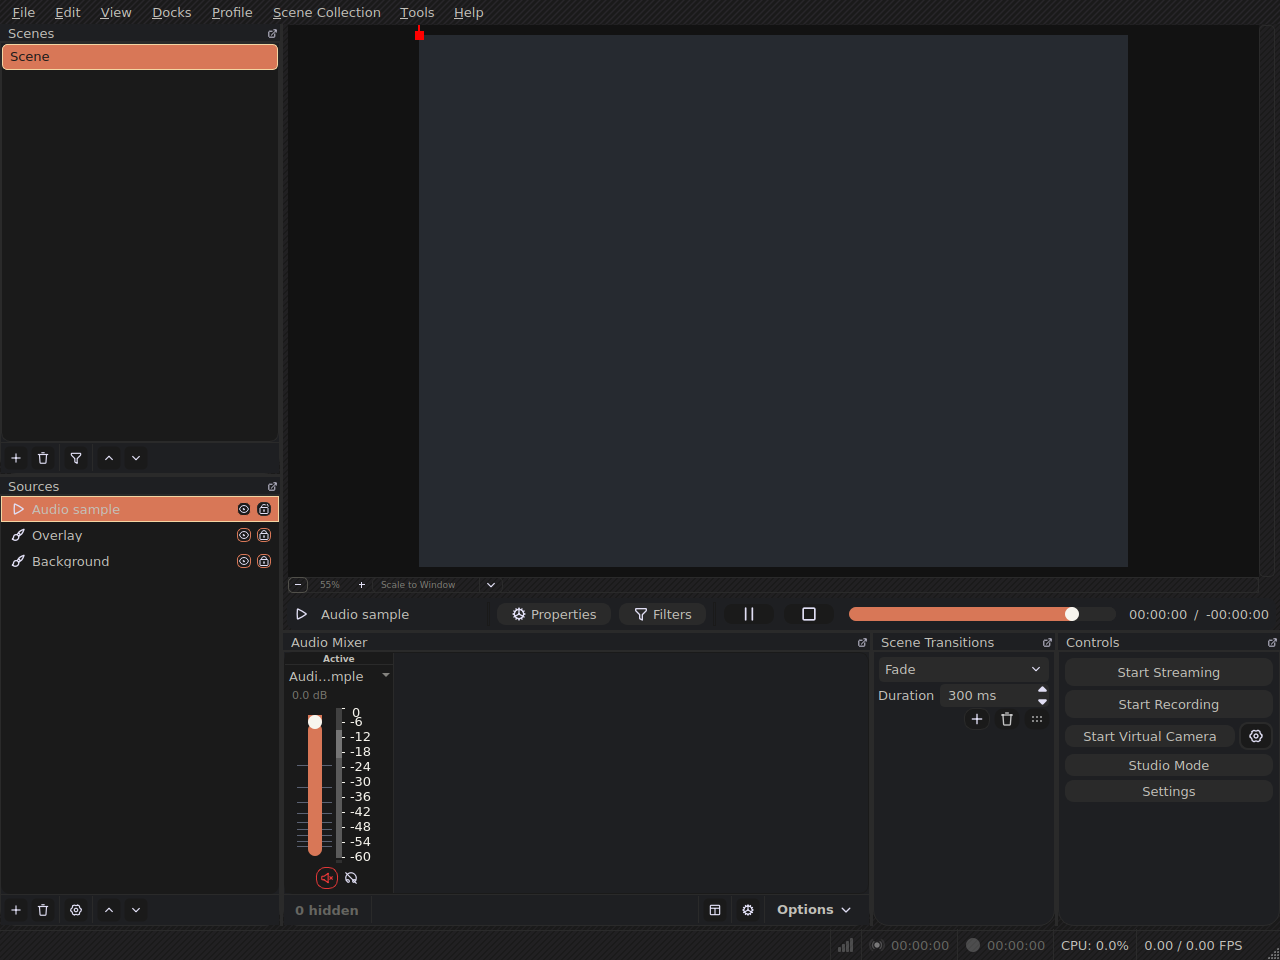 File Edit View Docks Profile Scene Collection Tools Help
Scenes
Scene
Sources
Audio sample
Overlay
Background
55% Scale to Window
Audio sample Properties Filters 00:00:00 / -00:00:00
Audio Mixer
Active
Audi...mple
0.0 dB
0
-6
-12
-18
-24
-30
-36
-42
-48
-54
-60
0 hidden Options
Scene Transitions
Fade
Duration 300 ms
Controls
Start Streaming
Start Recording
Start Virtual Camera
Studio Mode
Settings
00:00:00 00:00:00 CPU: 0.0% 0.00 / 0.00 FPS